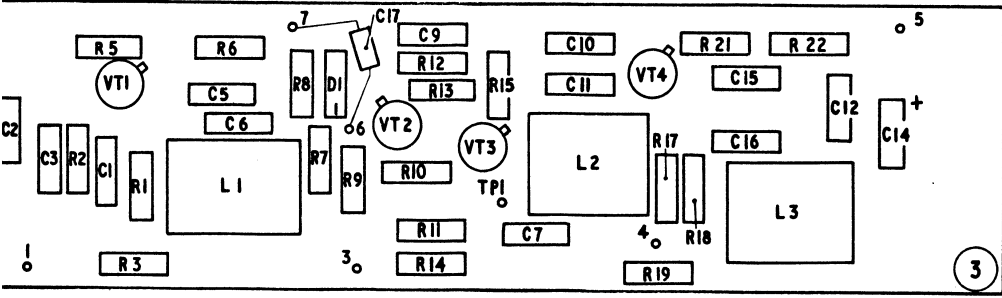 7
C17
5
R5
R6
C9
C10
R21
R22
R8
D1
R12
VT1
VT4
C5
R13
R15
C11
C15
C2
C6
VT2
C12
+
C14
6
VT3
C3
R2
C1
R1
L1
R7
R9
R10
L2
R17
C16
TP1
R18
L3
R11
C7
4
1
R3
3
R14
R19
3